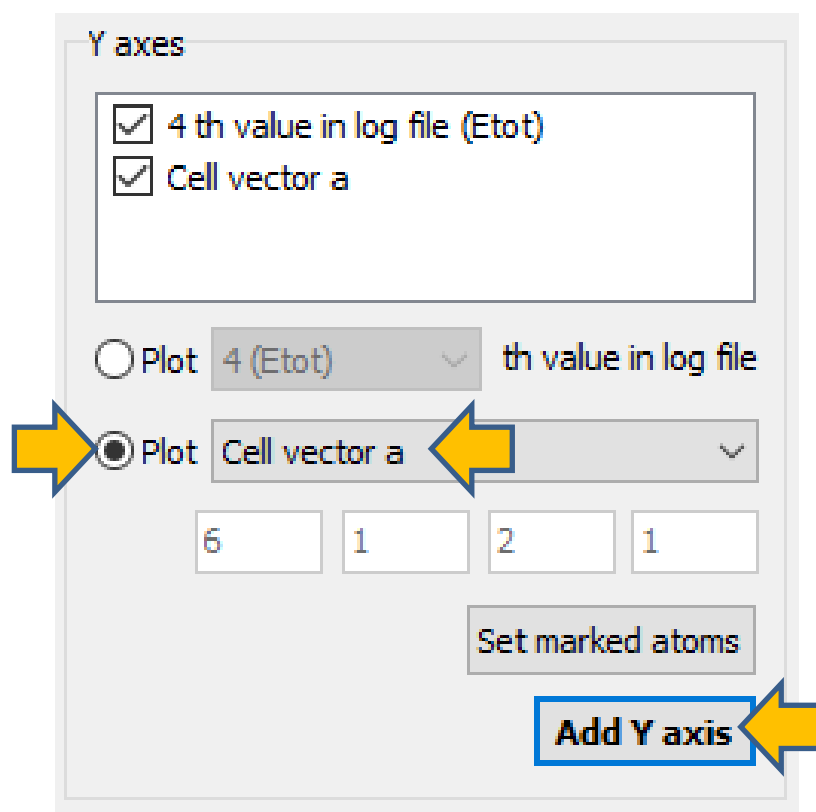 Y axes
4 th value in log file (Etot)
Cell vector a
Plot 4 (Etot) th value in log file
Plot Cell vector a
6 1 2 1
Set marked atoms
Add Y axis